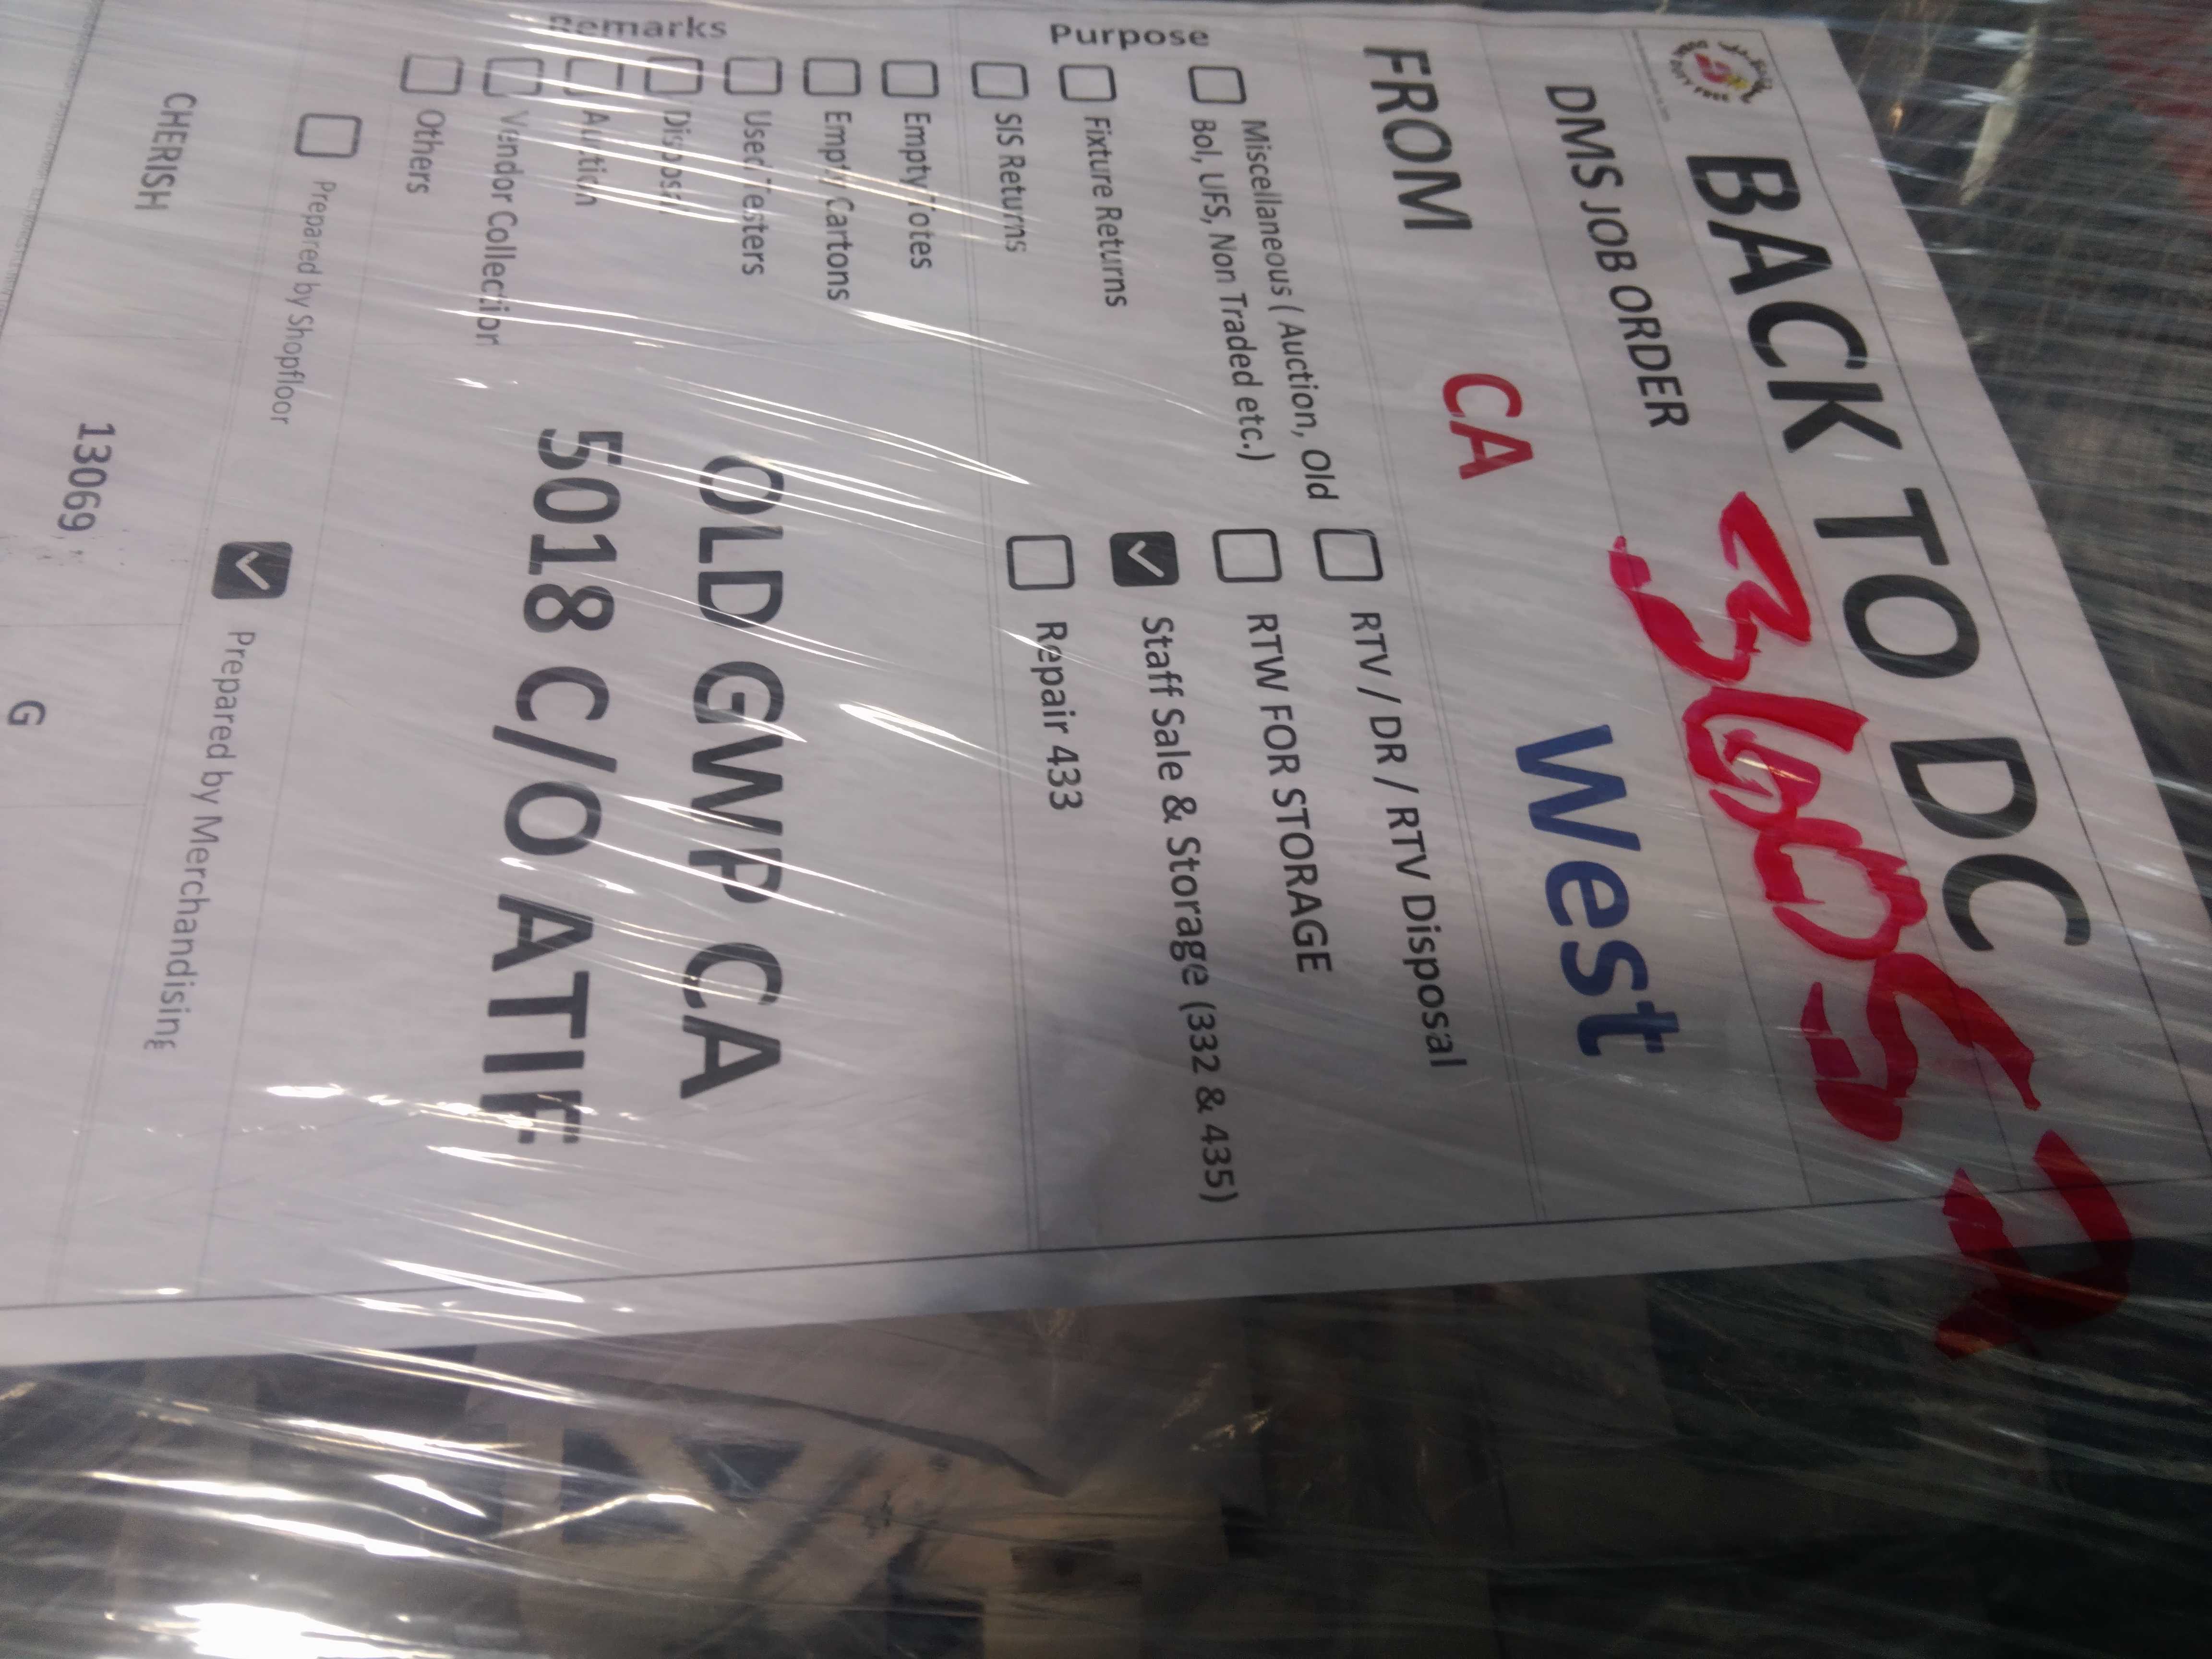 BACK TO DC
DMS JOB ORDER
FROM CA West
Purpose
Miscellaneous ( Auction, Old
Bol, UFS, Non Traded etc.)
Fixture Returns
SIS Returns
RTV / DR / RTV Disposal
RTW FOR STORAGE
Staff Sale & Storage (332 & 435)
Repair 433
Remarks
Empty Totes
Empty Cartons
Used Testers
Disposal
Auction
Vendor Collection
Others
OLD GWP CA
5018 C/O ATIF
Prepared by Shopfloor
Prepared by Merchandising
CHERISH
13069
G